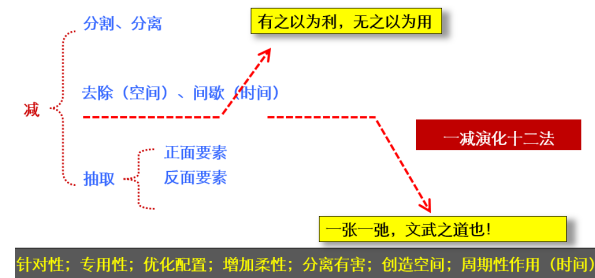 分割、分离
有之以为利，无之以为用
去除（空间）、间歇（时间）
减
一减演化十二法
正面要素
抽取
反面要素
一张一弛，文武之道也！
针对性；专用性；优化配置；增加柔性；分离有害；创造空间；周期性作用（时间）